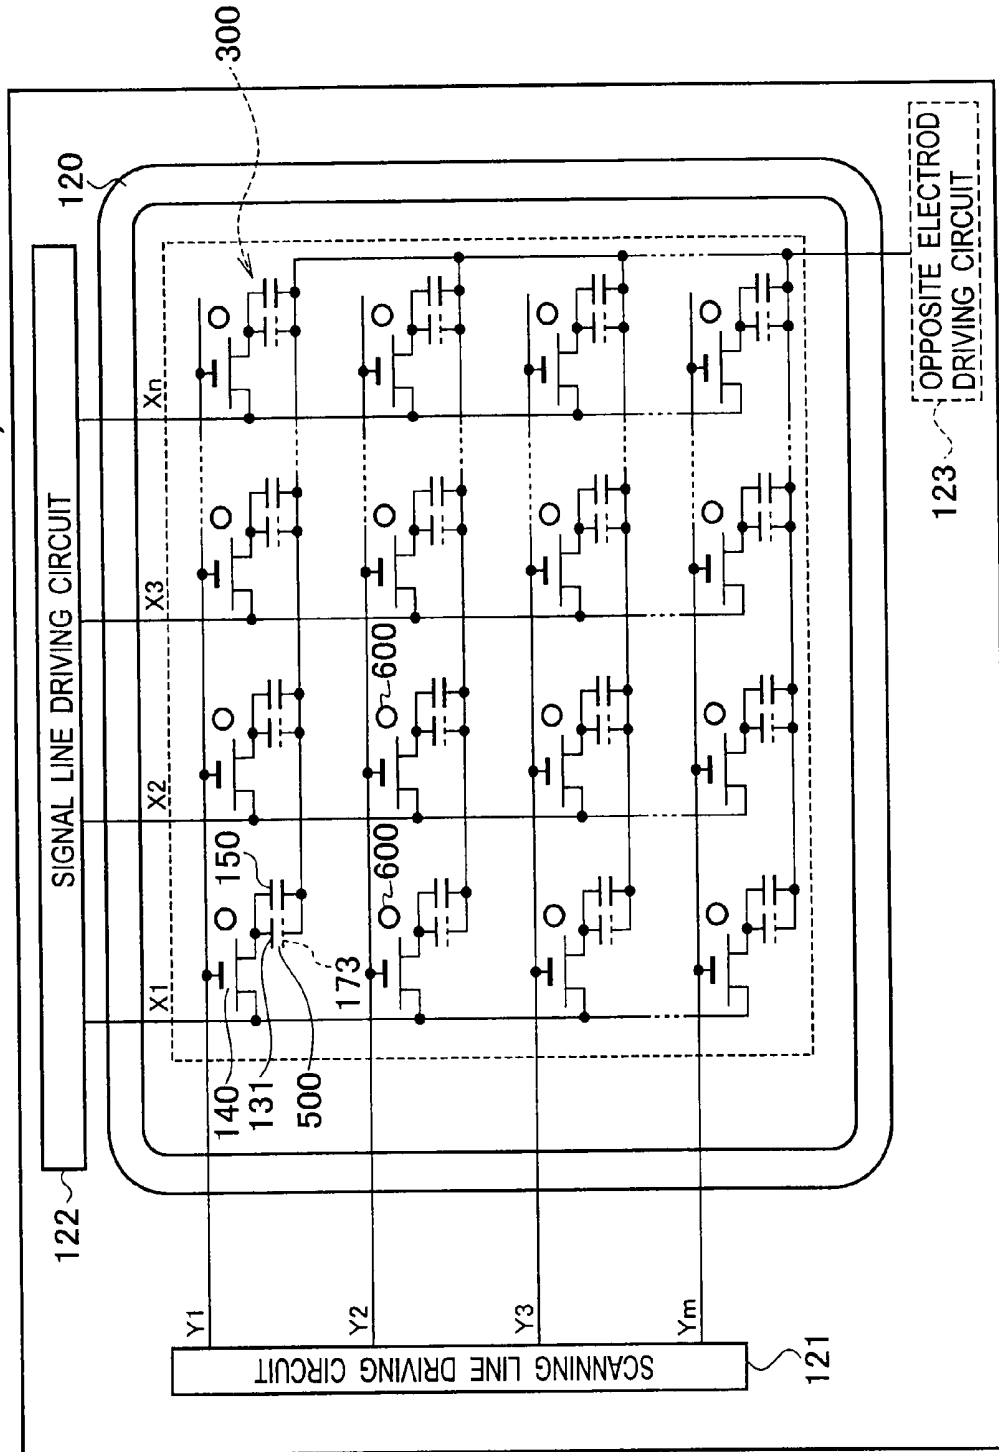 SIGNAL LINE DRIVING CIRCUIT
122
120
300
X1
X2
X3
Xn
Y1
Y2
Y3
Ym
140
131
500
150
173
600
600
SCANNING LINE DRIVING CIRCUIT
121
OPPOSITE ELECTROD
DRIVING CIRCUIT
123